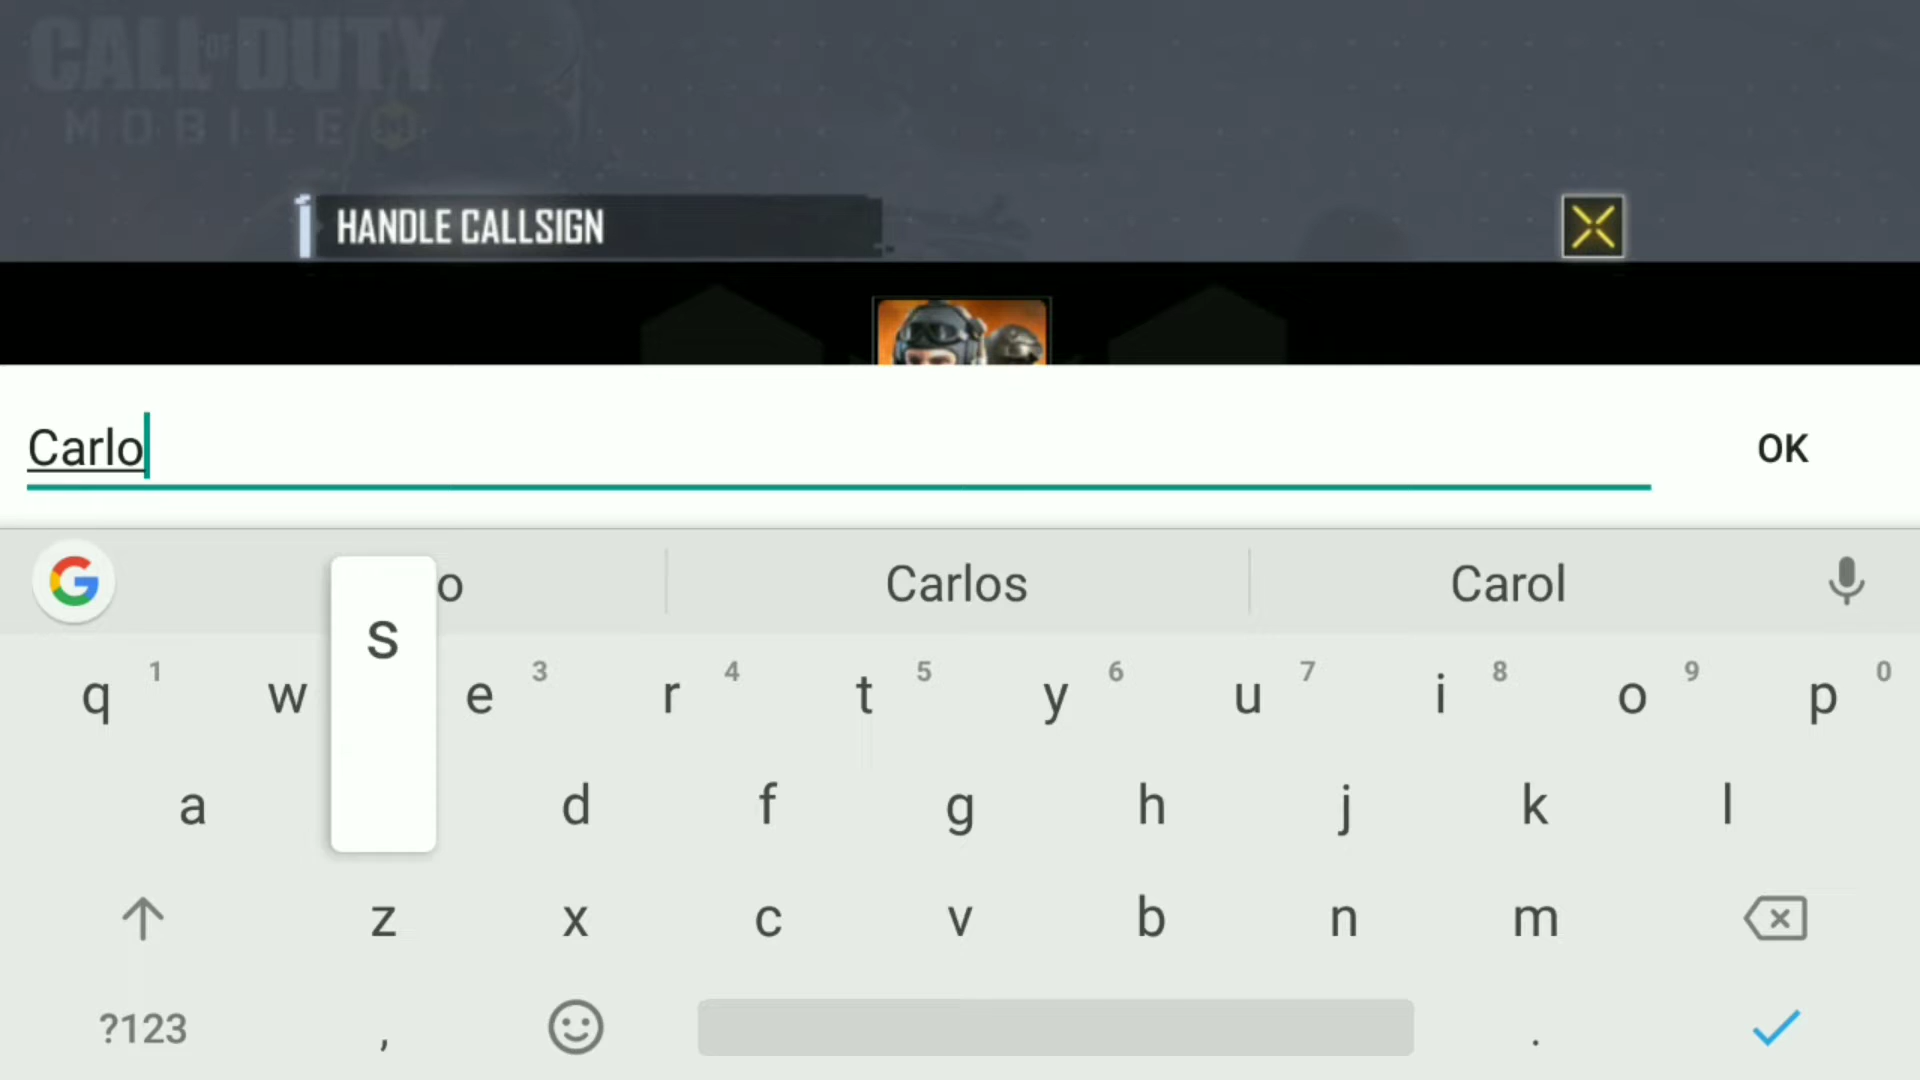 CALL OF DUTY
MOBILE
HANDLE CALLSIGN
Carlo
OK
G
o
Carlos
Carol
s
q 1 w e 3 r 4 t 5 y 6 u 7 i 8 o 9 p 0
a d f g h j k l
z x c v b n m
?123 , .